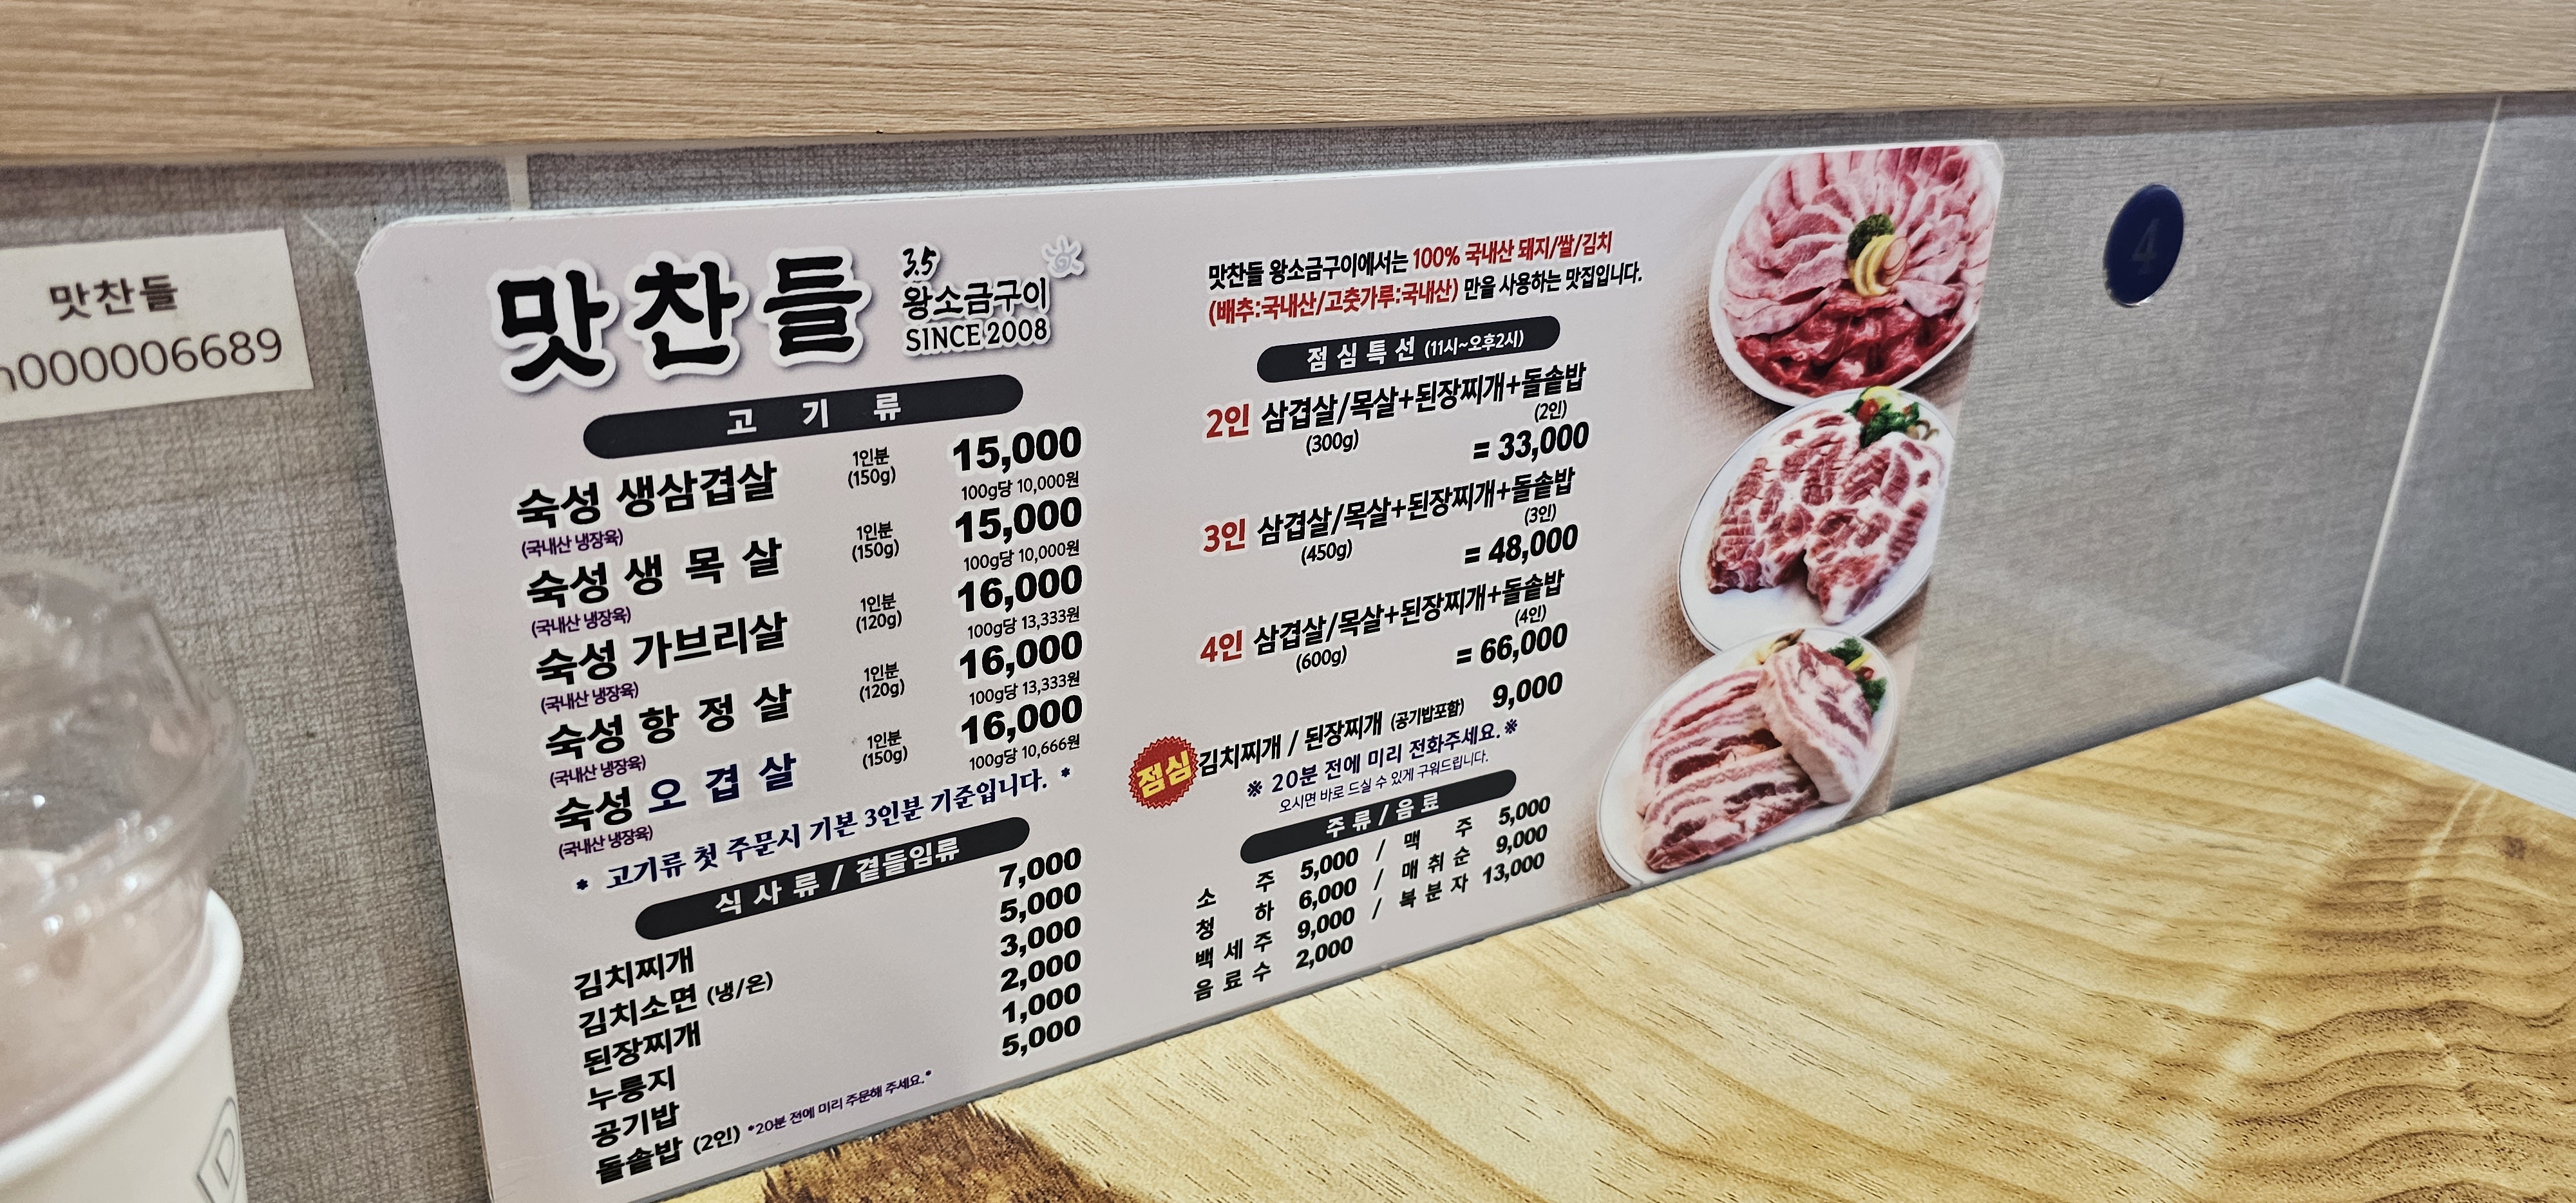 맛찬들
n000006689
맛찬들
3.5
왕소금구이
SINCE 2008
고 기 류
숙성 생삼겹살 1인분 (150g) 15,000
(국내산 냉장육) 100g당 10,000원
숙성 생 목 살 1인분 (150g) 15,000
(국내산 냉장육) 100g당 10,000원
숙성 가브리살 1인분 (120g) 16,000
(국내산 냉장육) 100g당 13,333원
숙성 항 정 살 1인분 (120g) 16,000
(국내산 냉장육) 100g당 13,333원
숙성 오 겹 살 1인분 (150g) 16,000
(국내산 냉장육) 100g당 10,666원
* 고기류 첫 주문시 기본 3인분 기준입니다. *
식 사 류 / 곁들임류
김치찌개 7,000
김치소면 (냉/온) 5,000
된장찌개 3,000
누룽지 2,000
공기밥 1,000
돌솥밥 (2인) *20분 전에 미리 주문해 주세요.* 5,000
맛찬들 왕소금구이에서는 100% 국내산 돼지/쌀/김치
(배추:국내산/고춧가루:국내산) 만을 사용하는 맛집입니다.
점 심 특 선 (11시~오후2시)
2인 삼겹살/목살+된장찌개+돌솥밥
(300g) (2인)
= 33,000
3인 삼겹살/목살+된장찌개+돌솥밥
(450g) (3인)
= 48,000
4인 삼겹살/목살+된장찌개+돌솥밥
(600g) (4인)
= 66,000
점심 김치찌개 / 된장찌개 (공기밥포함) 9,000
※ 20분 전에 미리 전화주세요. ※
오시면 바로 드실 수 있게 구워드립니다.
주 류 / 음 료
소 주 5,000 / 맥 주 5,000
청 하 6,000 / 매 취 순 9,000
백 세 주 9,000 / 복 분 자 13,000
음 료 수 2,000
4
D